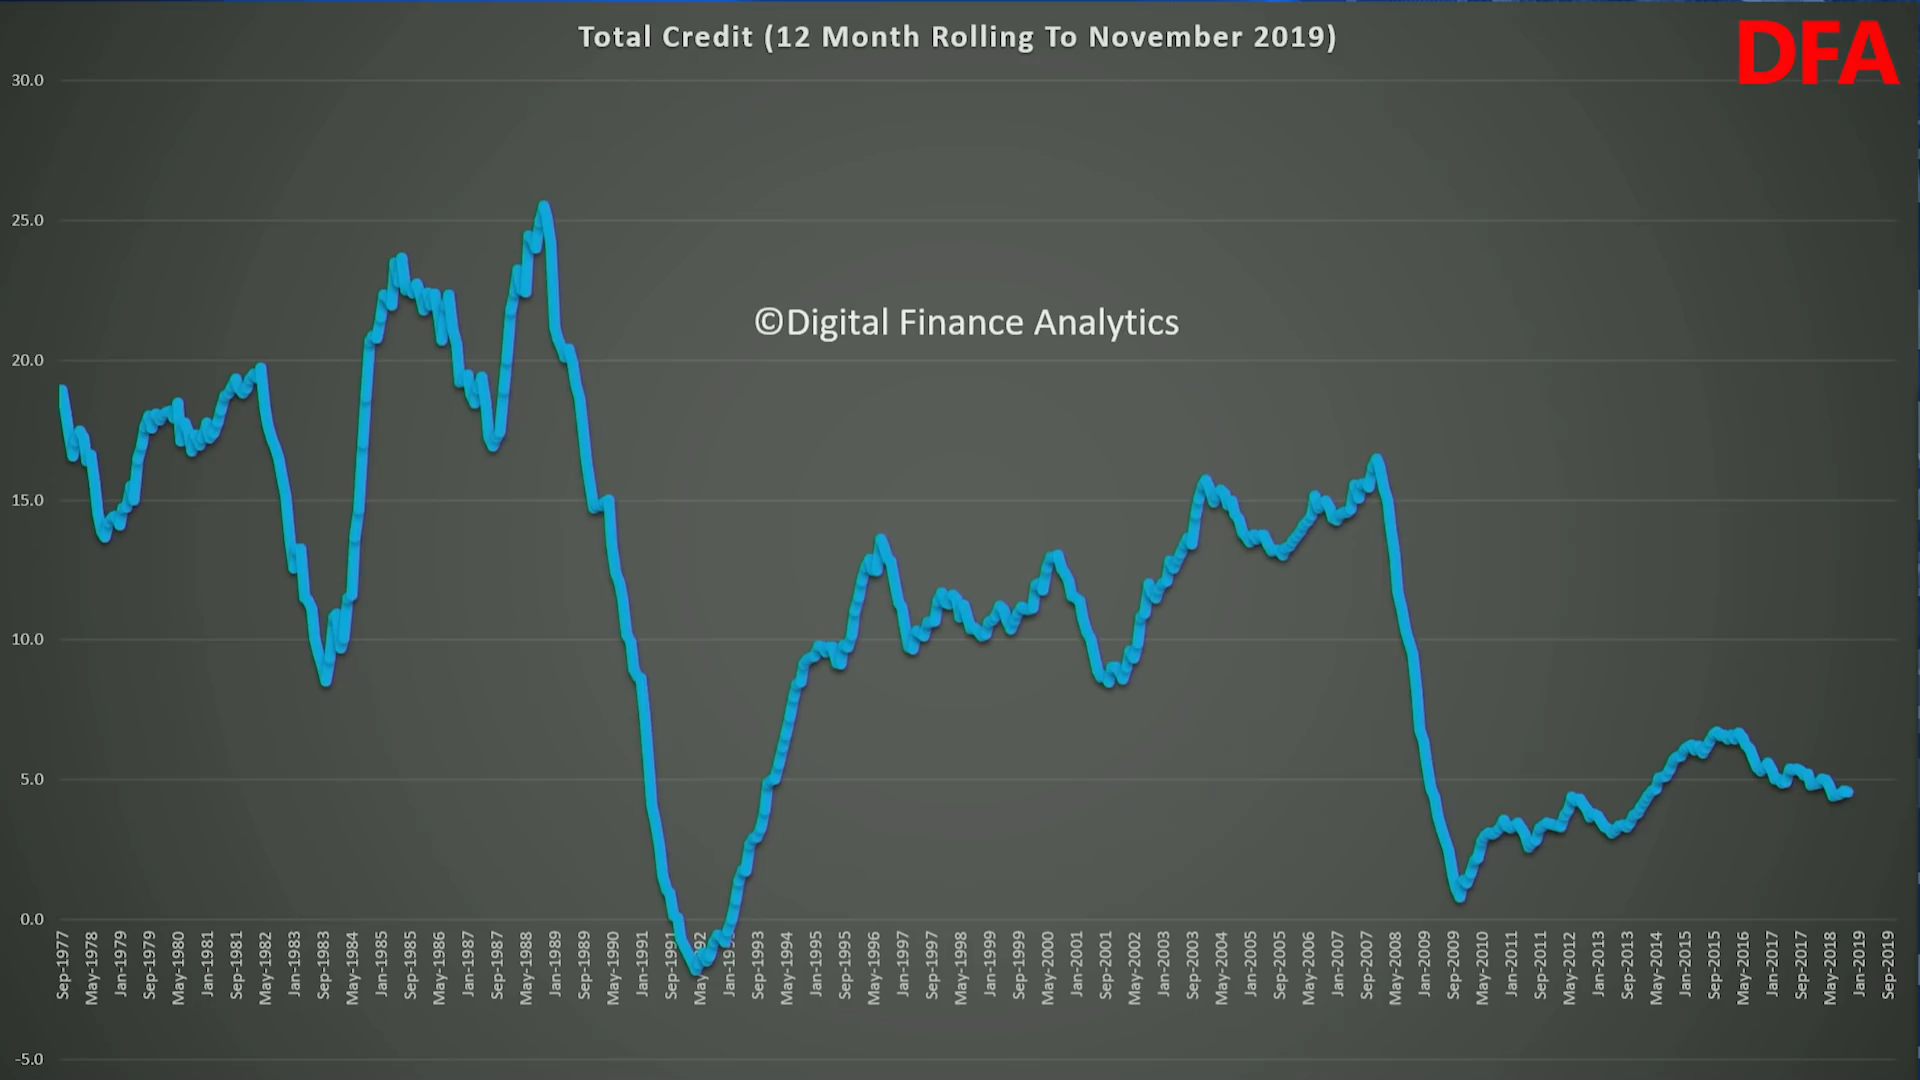 Total Credit (12 Month Rolling To November 2019)
DFA
30.0
25.0
©Digital Finance Analytics
20.0
15.0
10.0
5.0
0.0
-5.0
Sep-1977
May-1978
Jan-1979
Sep-1979
May-1980
Jan-1981
Sep-1981
May-1982
Jan-1983
Sep-1983
May-1984
Jan-1985
Sep-1985
May-1986
Jan-1987
Sep-1987
May-1988
Jan-1989
Sep-1989
May-1990
Jan-1991
Sep-1991
May-1992
Sep-1993
May-1994
Jan-1995
Sep-1995
May-1996
Jan-1997
Sep-1997
May-1998
Jan-1999
Sep-1999
May-2000
Jan-2001
Sep-2001
May-2002
Jan-2003
Sep-2003
May-2004
Jan-2005
Sep-2005
May-2006
Jan-2007
Sep-2007
May-2008
Jan-2009
Sep-2009
May-2010
Jan-2011
Sep-2011
May-2012
Jan-2013
Sep-2013
May-2014
Jan-2015
Sep-2015
May-2016
Jan-2017
Sep-2017
May-2018
Jan-2019
Sep-2019